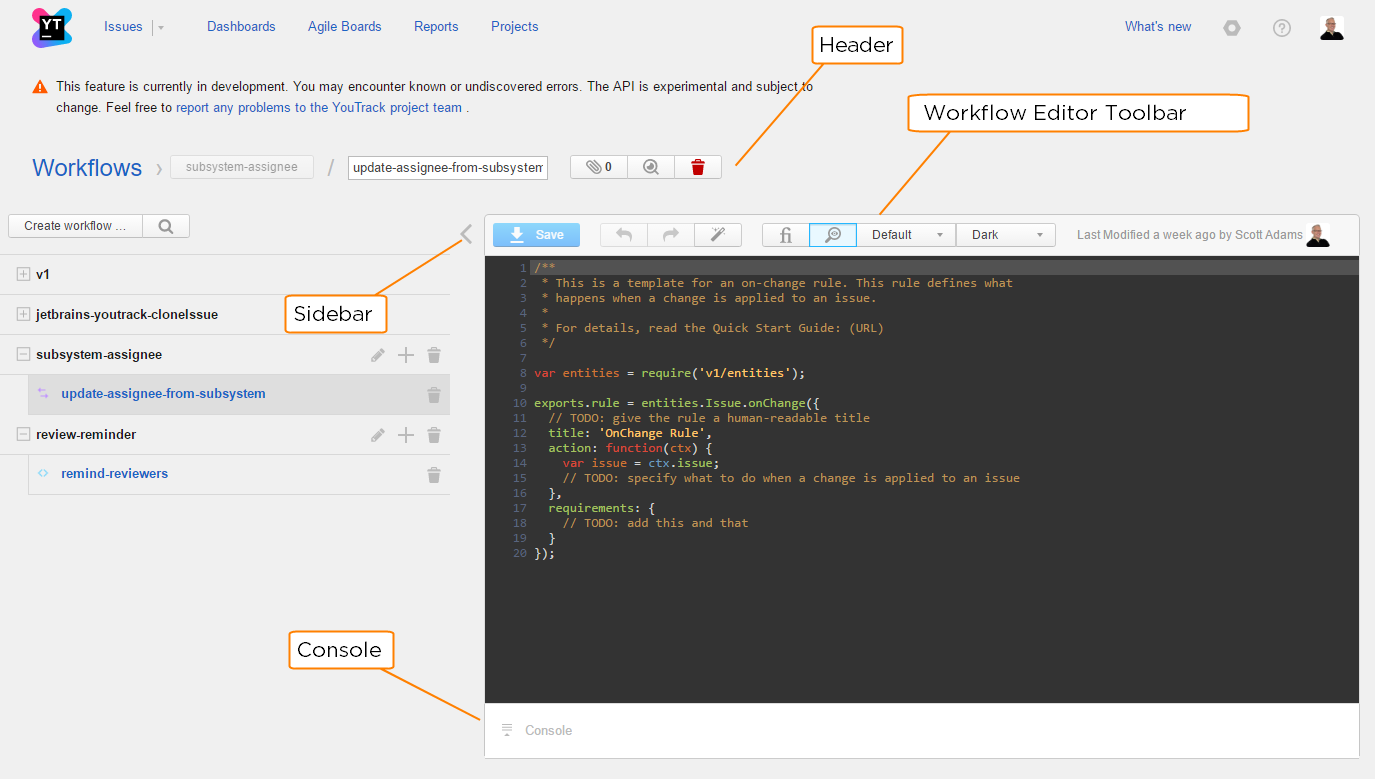 YT
Issues
Dashboards
Agile Boards
Reports
Projects
What's new
Header
This feature is currently in development. You may encounter known or undiscovered errors. The API is experimental and subject to
change. Feel free to report any problems to the YouTrack project team .
Workflow Editor Toolbar
Workflows › subsystem-assignee / update-assignee-from-subsystem
0
Create workflow ...
Save
fi
Default
Dark
Last Modified a week ago by Scott Adams
v1
jetbrains-youtrack-cloneIssue
Sidebar
subsystem-assignee
update-assignee-from-subsystem
review-reminder
remind-reviewers
1 /**
2 * This is a template for an on-change rule. This rule defines what
3 * happens when a change is applied to an issue.
4 *
5 * For details, read the Quick Start Guide: (URL)
6 */
7
8 var entities = require('v1/entities');
9
10 exports.rule = entities.Issue.onChange({
11 // TODO: give the rule a human-readable title
12 title: 'OnChange Rule',
13 action: function(ctx) {
14 var issue = ctx.issue;
15 // TODO: specify what to do when a change is applied to an issue
16 },
17 requirements: {
18 // TODO: add this and that
19 }
20 });
Console
Console